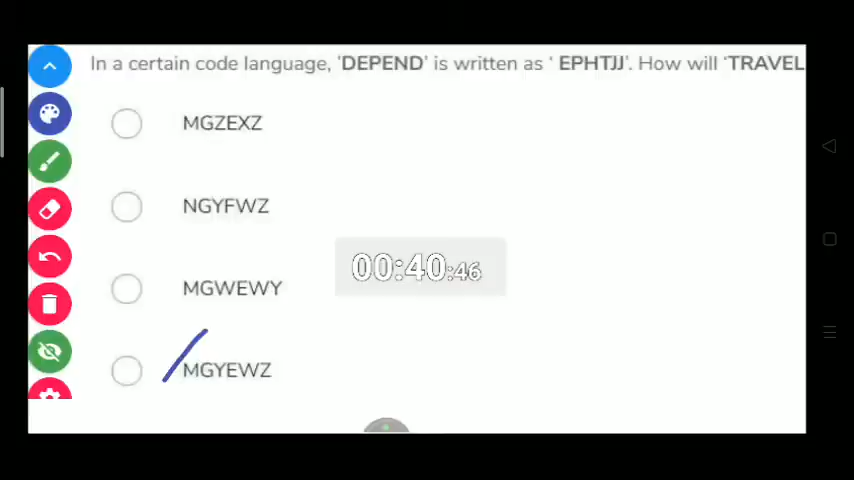 In a certain code language, 'DEPEND' is written as ' EPHTJJ'. How will 'TRAVEL
MGZEXZ
NGYFWZ
00:40:46
MGWEWY
MGYEWZ